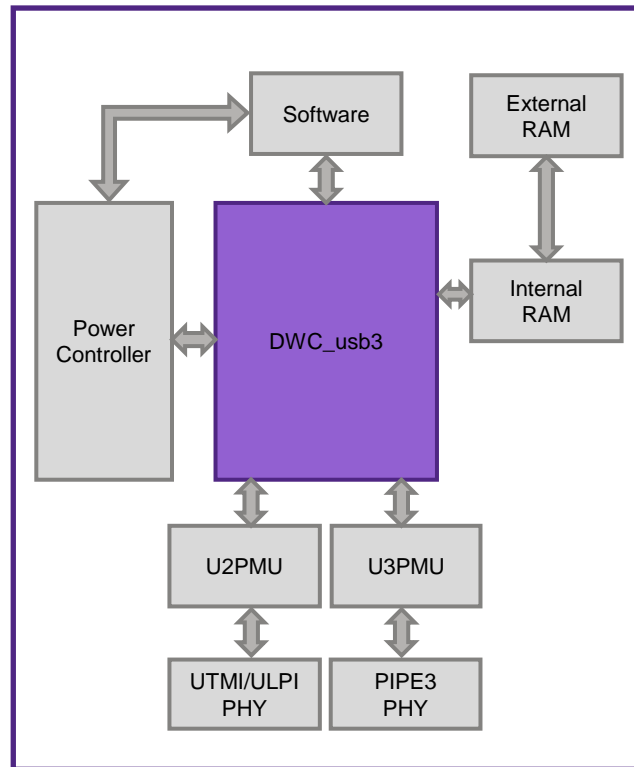 Software
External
RAM
Power
Controller
DWC_usb3
Internal
RAM
U2PMU
U3PMU
UTMI/ULPI
PHY
PIPE3
PHY